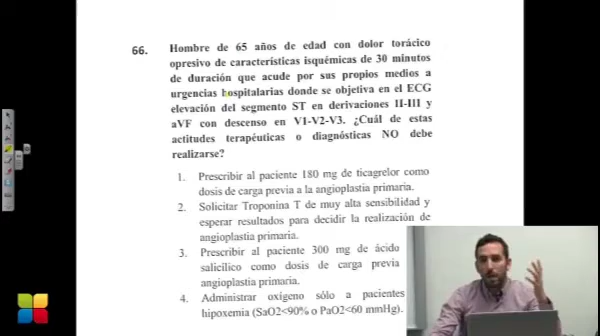 66. Hombre de 65 años de edad con dolor torácico
opresivo de características isquémicas de 30 minutos
de duración que acude por sus propios medios a
urgencias hospitalarias donde se objetiva en el ECG
elevación del segmento ST en derivaciones II-III y
aVF con descenso en V1-V2-V3. ¿Cuál de estas
actitudes terapéuticas o diagnósticas NO debe
realizarse?
1. Prescribir al paciente 180 mg de ticagrelor como
dosis de carga previa a la angioplastia primaria.
2. Solicitar Troponina T de muy alta sensibilidad y
esperar resultados para decidir la realización de
angioplastia primaria.
3. Prescribir al paciente 300 mg de ácido
salicílico como dosis de carga previa
angioplastia primaria.
4. Administrar oxígeno sólo a pacientes
hipoxemia (SaO2<90% o PaO2<60 mmHg).